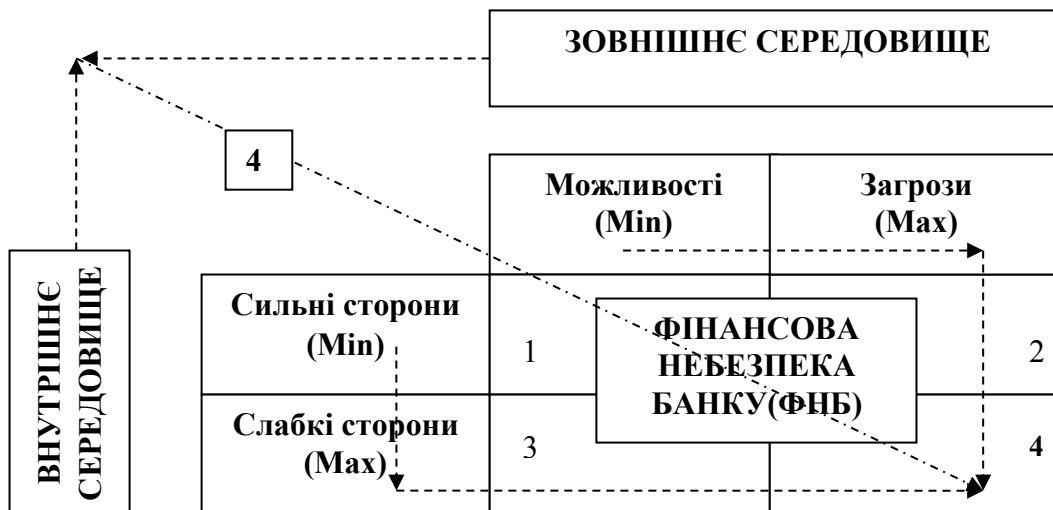 ЗОВНІШНЄ СЕРЕДОВИЩЕ
4
Можливості
(Min)
Загрози
(Max)
ВНУТРІШНЄ
СЕРЕДОВИЩЕ
Сильні сторони
(Min)
1
ФІНАНСОВА
НЕБЕЗПЕКА
БАНКУ(ФНБ)
2
Слабкі сторони
(Max)
3
4